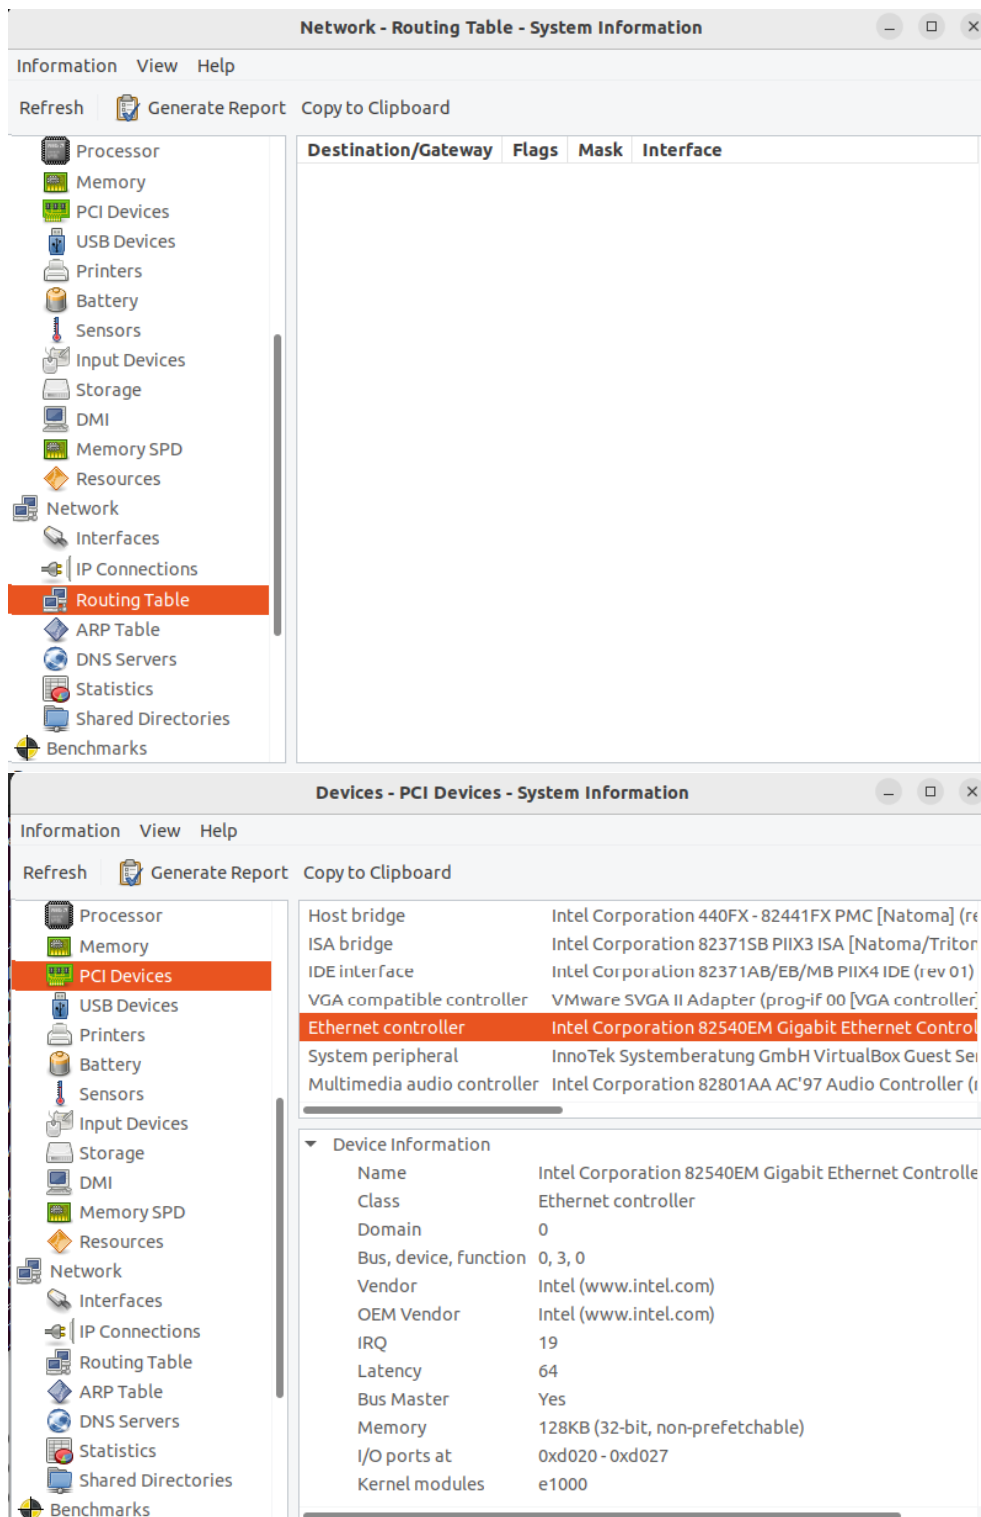 Network - Routing Table - System Information
Information View Help
Refresh Generate Report Copy to Clipboard
Processor
Memory
PCI Devices
USB Devices
Printers
Battery
Sensors
Input Devices
Storage
DMI
Memory SPD
Resources
Network
Interfaces
IP Connections
Routing Table
ARP Table
DNS Servers
Statistics
Shared Directories
Benchmarks
Destination/Gateway Flags Mask Interface
Devices - PCI Devices - System Information
Information View Help
Refresh Generate Report Copy to Clipboard
Processor
Memory
PCI Devices
USB Devices
Printers
Battery
Sensors
Input Devices
Storage
DMI
Memory SPD
Resources
Network
Interfaces
IP Connections
Routing Table
ARP Table
DNS Servers
Statistics
Shared Directories
Benchmarks
Host bridge Intel Corporation 440FX - 82441FX PMC [Natoma] (re
ISA bridge Intel Corporation 82371SB PIIX3 ISA [Natoma/Triton
IDE interface Intel Corporation 82371AB/EB/MB PIIX4 IDE (rev 01)
VGA compatible controller VMware SVGA II Adapter (prog-if 00 [VGA controller]
Ethernet controller Intel Corporation 82540EM Gigabit Ethernet Control
System peripheral InnoTek Systemberatung GmbH VirtualBox Guest Ser
Multimedia audio controller Intel Corporation 82801AA AC'97 Audio Controller (r
Device Information
Name Intel Corporation 82540EM Gigabit Ethernet Controlle
Class Ethernet controller
Domain 0
Bus, device, function 0, 3, 0
Vendor Intel (www.intel.com)
OEM Vendor Intel (www.intel.com)
IRQ 19
Latency 64
Bus Master Yes
Memory 128KB (32-bit, non-prefetchable)
I/O ports at 0xd020 - 0xd027
Kernel modules e1000